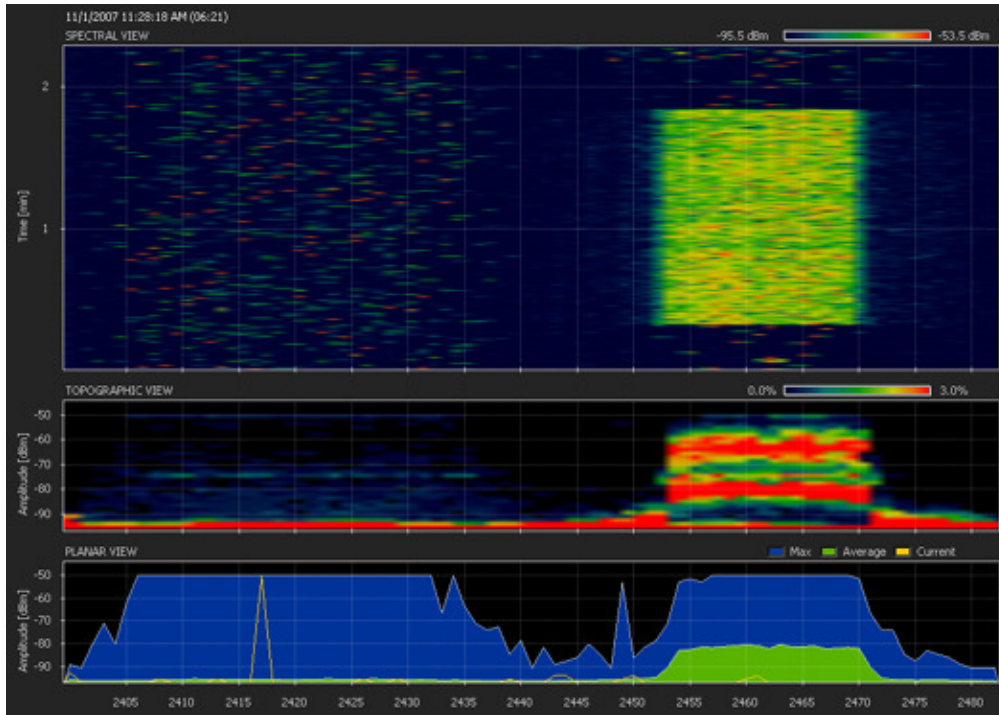 11/1/2007 11:28:18 AM (06:21)
SPECTRAL VIEW -95.5 dBm -53.5 dBm
2
1
Time [min]
TOPOGRAPHIC VIEW 0.0% 3.0%
-50
-60
-70
-80
-90
Amplitude [dBm]
PLANAR VIEW Max Average Current
-50
-60
-70
-80
-90
Amplitude [dBm]
2405 2410 2415 2420 2425 2430 2435 2440 2445 2450 2455 2460 2465 2470 2475 2480